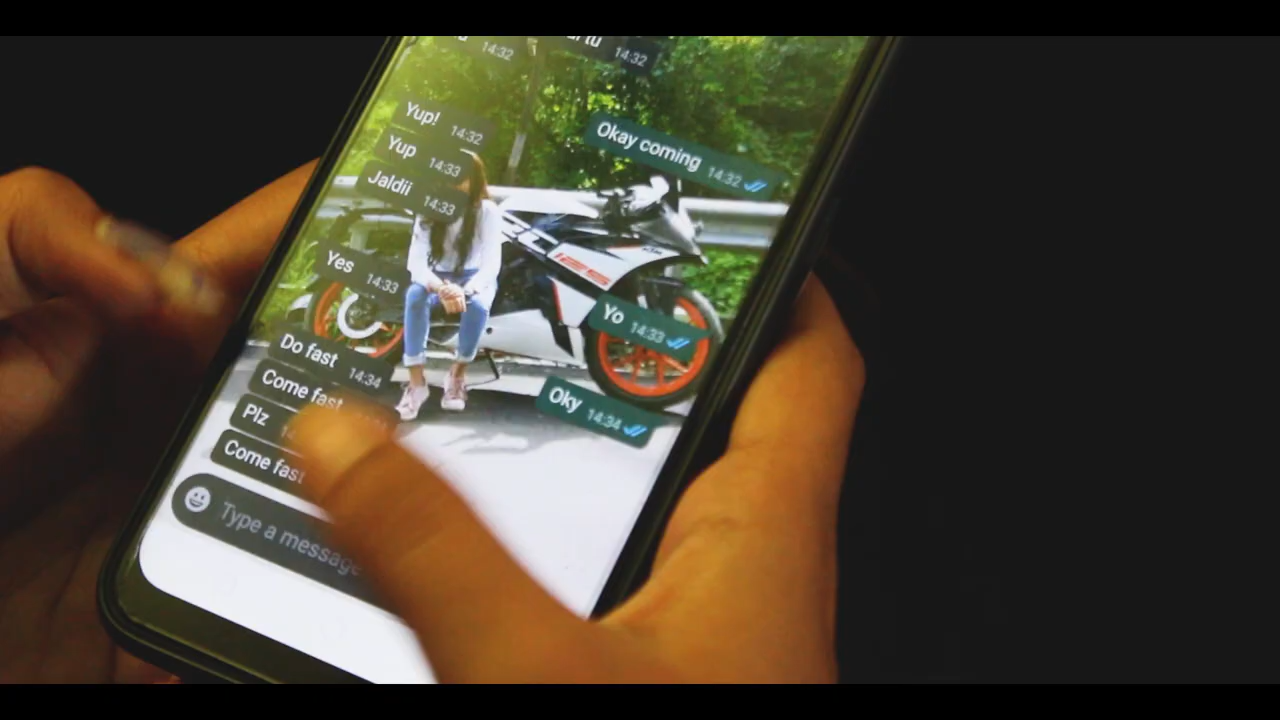 14:32
tu 14:32
Yup! 14:32
Okay coming 14:32
Yup 14:33
Jaldii 14:33
Yes 14:33
125
Yo 14:33
Do fast 14:34
Come fast
Oky 14:34
Plz
Come fast
Type a message